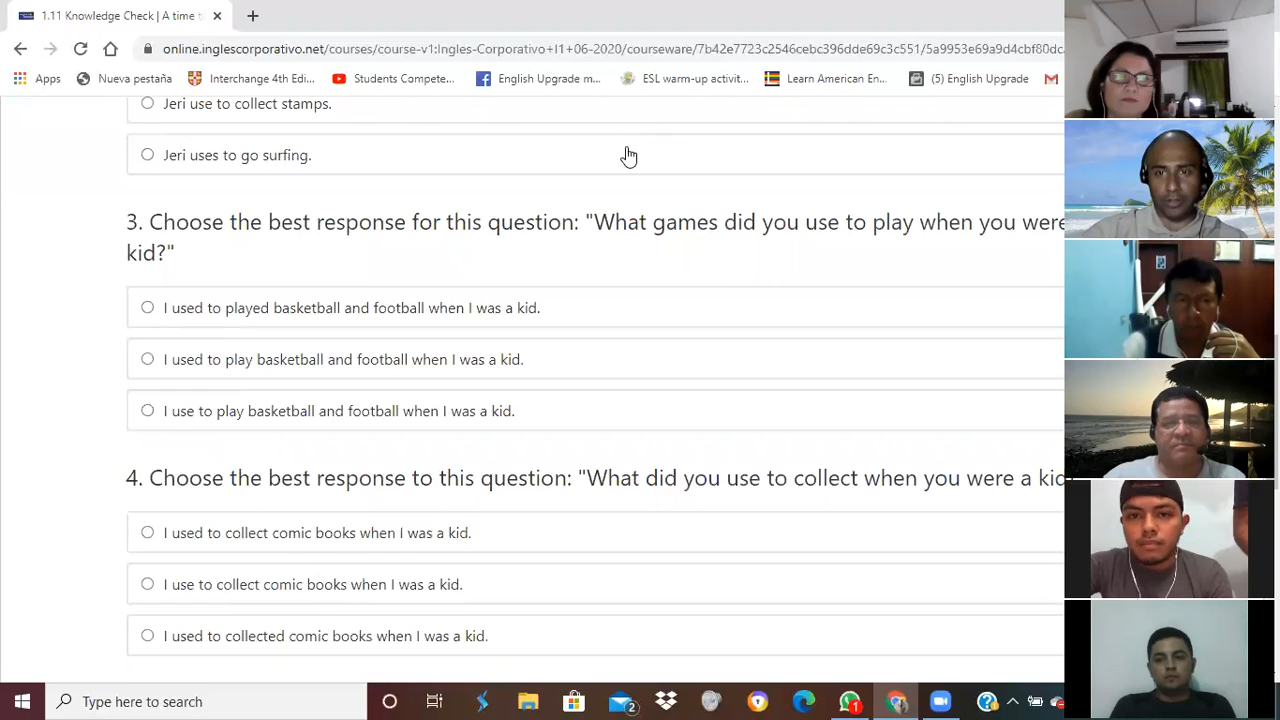 1.11 Knowledge Check | A time t
online.inglescorporativo.net/courses/course-v1:Ingles-Corporativo+I1+06-2020/courseware/
Apps Nueva pestaña Interchange 4th Edi... Students Compete... English Upgrade m... ESL warm-up activit... Learn American En... (5) English Upgrade
Jeri use to collect stamps.
Jeri uses to go surfing.
3. Choose the best response for this question: "What games did you use to play when you were
kid?"
I used to played basketball and football when I was a kid.
I used to play basketball and football when I was a kid.
I use to play basketball and football when I was a kid.
4. Choose the best response to this question: "What did you use to collect when you were a kid
I used to collect comic books when I was a kid.
I use to collect comic books when I was a kid.
I used to collected comic books when I was a kid.
Type here to search
2
1